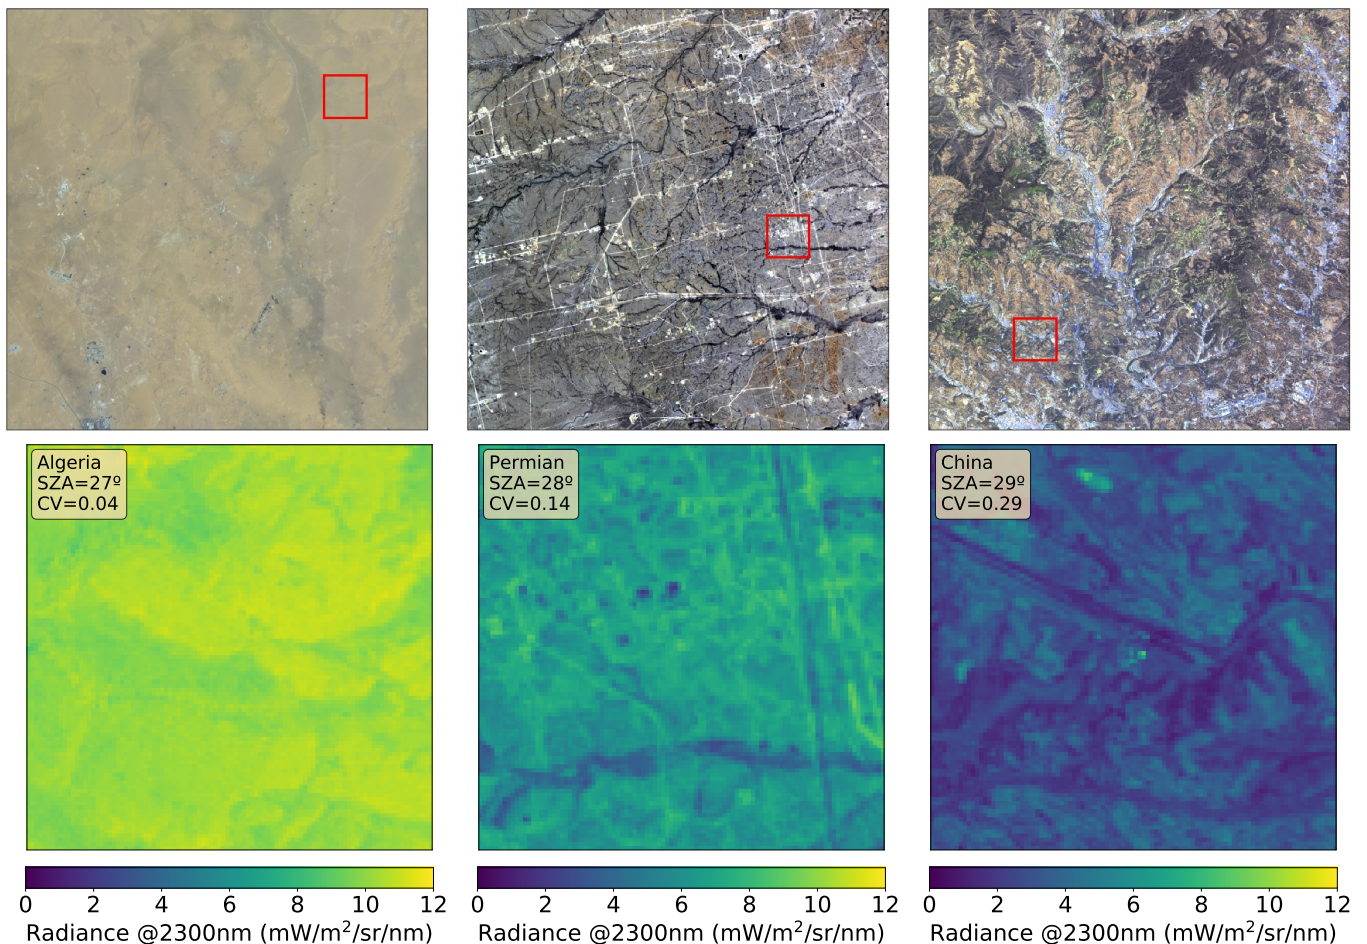 Algeria
SZA=27º
CV=0.04
Permian
SZA=28º
CV=0.14
China
SZA=29º
CV=0.29
0 2 4 6 8 10 12
Radiance @2300nm (mW/m²/sr/nm)
0 2 4 6 8 10 12
Radiance @2300nm (mW/m²/sr/nm)
0 2 4 6 8 10 12
Radiance @2300nm (mW/m²/sr/nm)